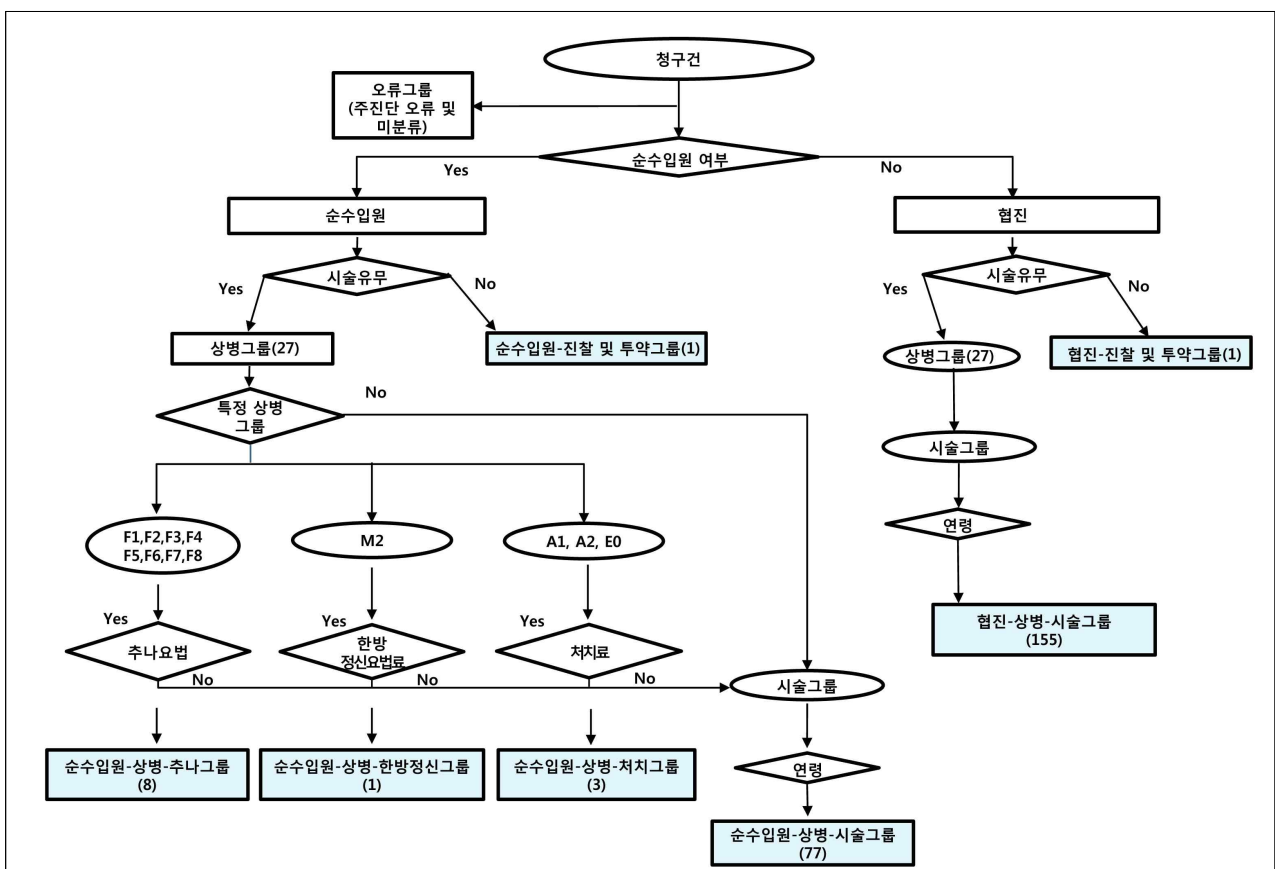 청구건
오류그룹
(주진단 오류 및
미분류)
순수입원 여부
Yes
No
순수입원
협진
시술유무
시술유무
Yes
No
Yes
No
상병그룹(27)
순수입원-진찰 및 투약그룹(1)
상병그룹(27)
협진-진찰 및 투약그룹(1)
특정 상병
그룹
No
시술그룹
F1,F2,F3,F4
F5,F6,F7,F8
M2
A1, A2, E0
연령
Yes
Yes
Yes
추나요법
한방
정신요법료
처치료
협진-상병-시술그룹
(155)
No
No
No
시술그룹
순수입원-상병-추나그룹
(8)
순수입원-상병-한방정신그룹
(1)
순수입원-상병-처치그룹
(3)
연령
순수입원-상병-시술그룹
(77)